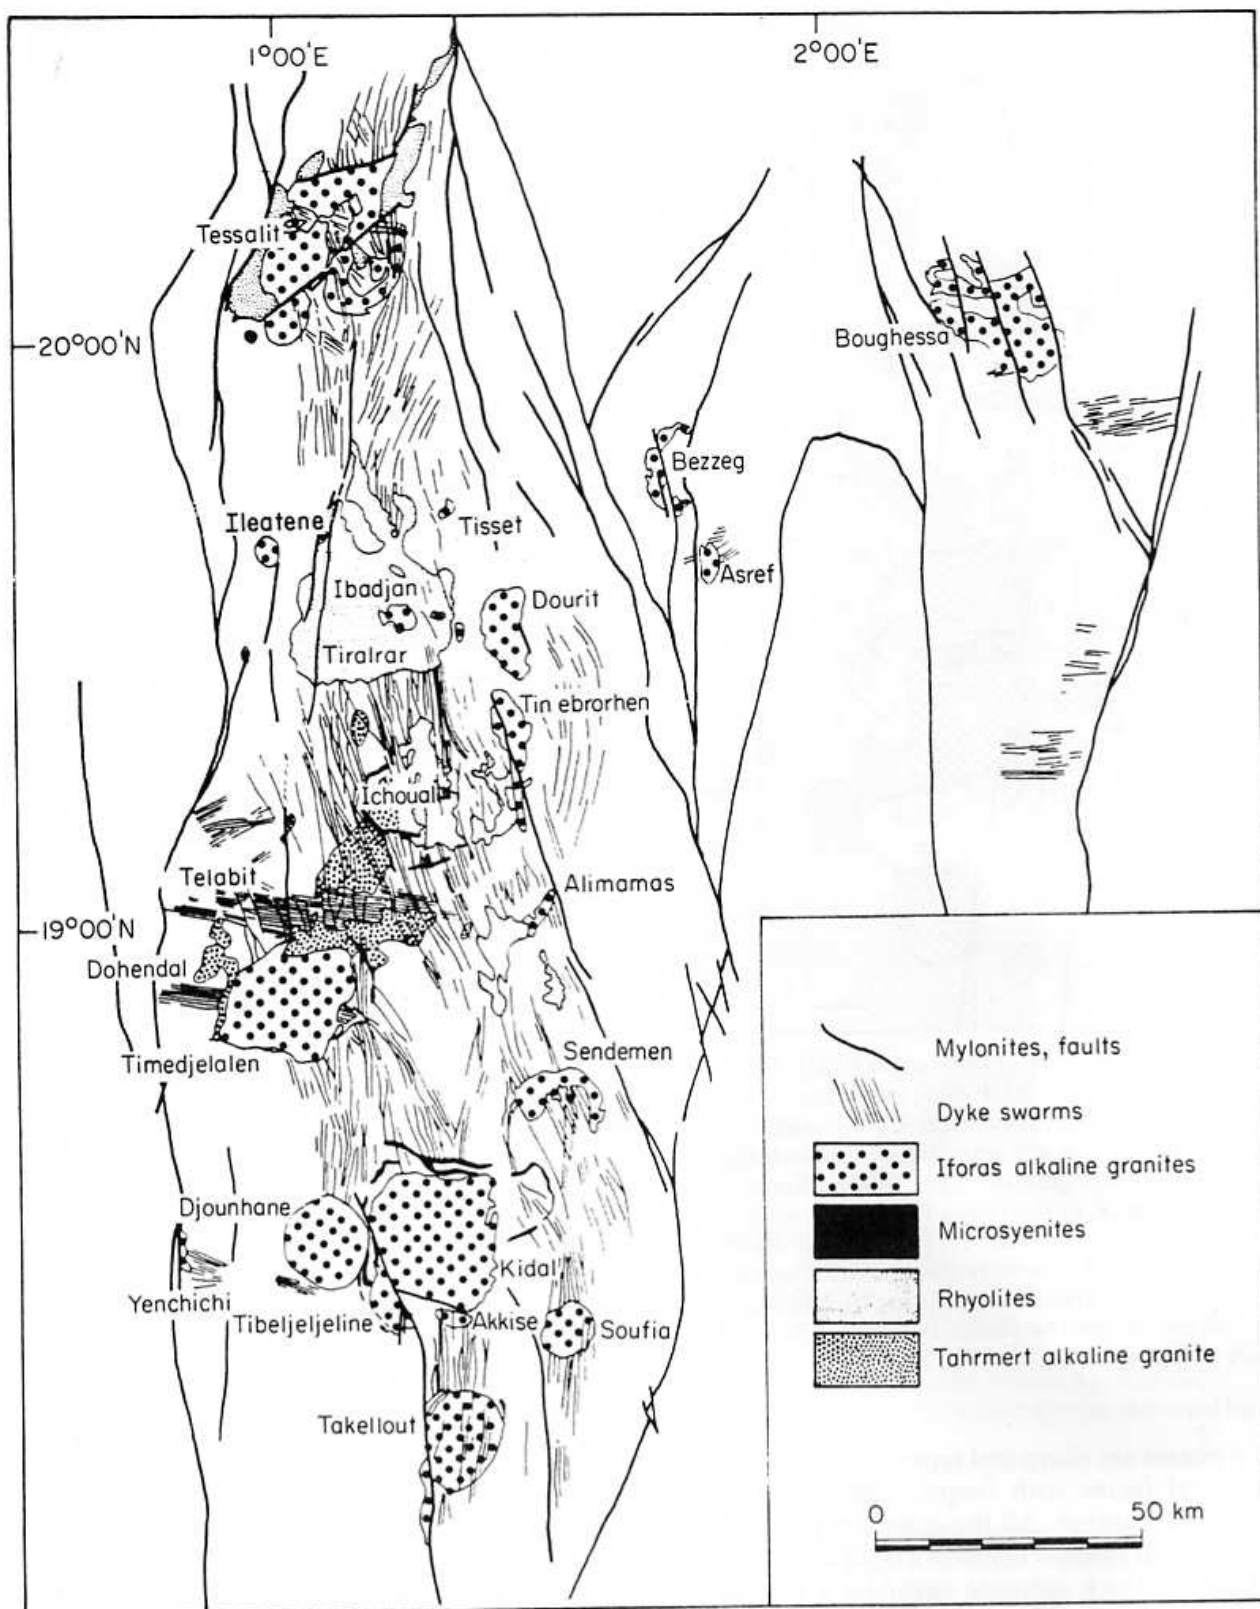 1°00'E
2°00'E
Tessalit
20°00'N
Boughessa
Bezzeg
Ileatene
Tisset
Asref
Ibadjan
Dourit
Tiralrar
Tin ebrorhen
Ichoual
Telabit
Alimamas
19°00'N
Dohendal
Timedjelalen
Sendemen
Mylonites, faults
Dyke swarms
Iforas alkaline granites
Djounhane
Microsyenites
Kidal
Yenchichi
Rhyolites
Tibeljeljeline
Akkise
Soufia
Tahrmert alkaline granite
Takellout
0
50 km